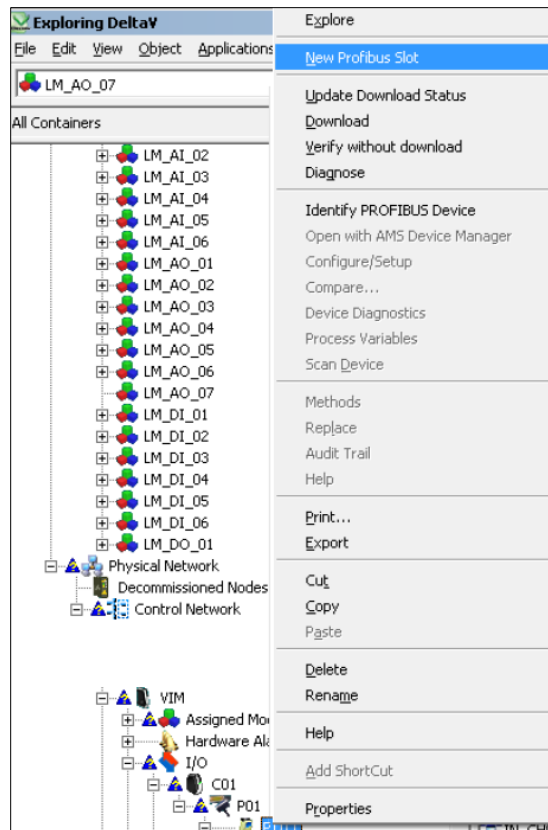 Exploring DeltaV
File Edit View Object Applications
LM_AO_07
All Containers
LM_AI_02
LM_AI_03
LM_AI_04
LM_AI_05
LM_AI_06
LM_AO_01
LM_AO_02
LM_AO_03
LM_AO_04
LM_AO_05
LM_AO_06
LM_AO_07
LM_DI_01
LM_DI_02
LM_DI_03
LM_DI_04
LM_DI_05
LM_DI_06
LM_DO_01
Physical Network
Decommissioned Nodes
Control Network
VIM
Assigned Mo
Hardware Ala
I/O
C01
P01
Explore
New Profibus Slot
Update Download Status
Download
Verify without download
Diagnose
Identify PROFIBUS Device
Open with AMS Device Manager
Configure/Setup
Compare...
Device Diagnostics
Process Variables
Scan Device
Methods
Replace
Audit Trail
Help
Print...
Export
Cut
Copy
Paste
Delete
Rename
Help
Add ShortCut
Properties